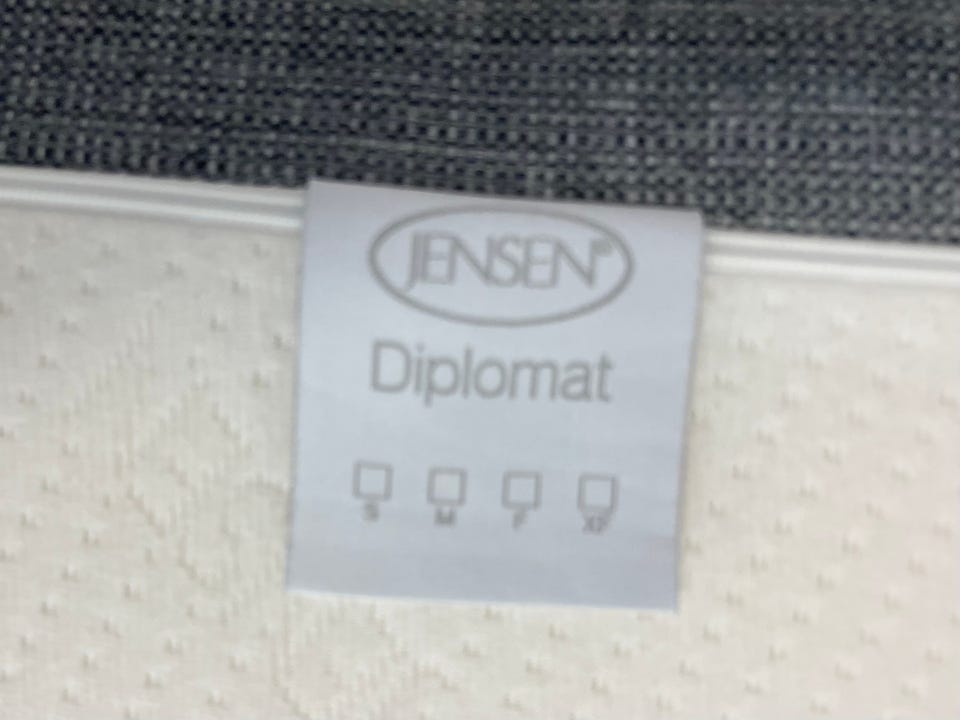 JENSEN®
Diplomat
S M F XF